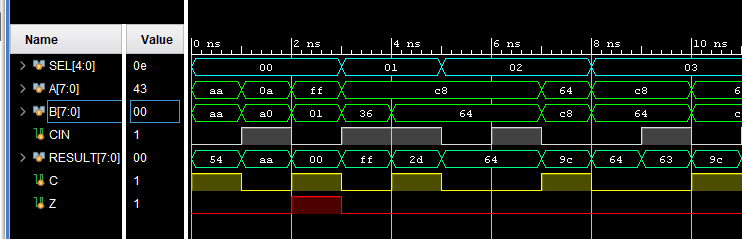 Name Value 0 ns 2 ns 4 ns 6 ns 8 ns 10 ns
SEL[4:0] 0e 00 01 02 03
A[7:0] 43 aa 0a ff c8 64 c8 6
B[7:0] 00 aa a0 01 36 64 c8 64 c
CIN 1
RESULT[7:0] 00 54 aa 00 ff 2d 64 9c 64 63 9c
C 1
Z 1